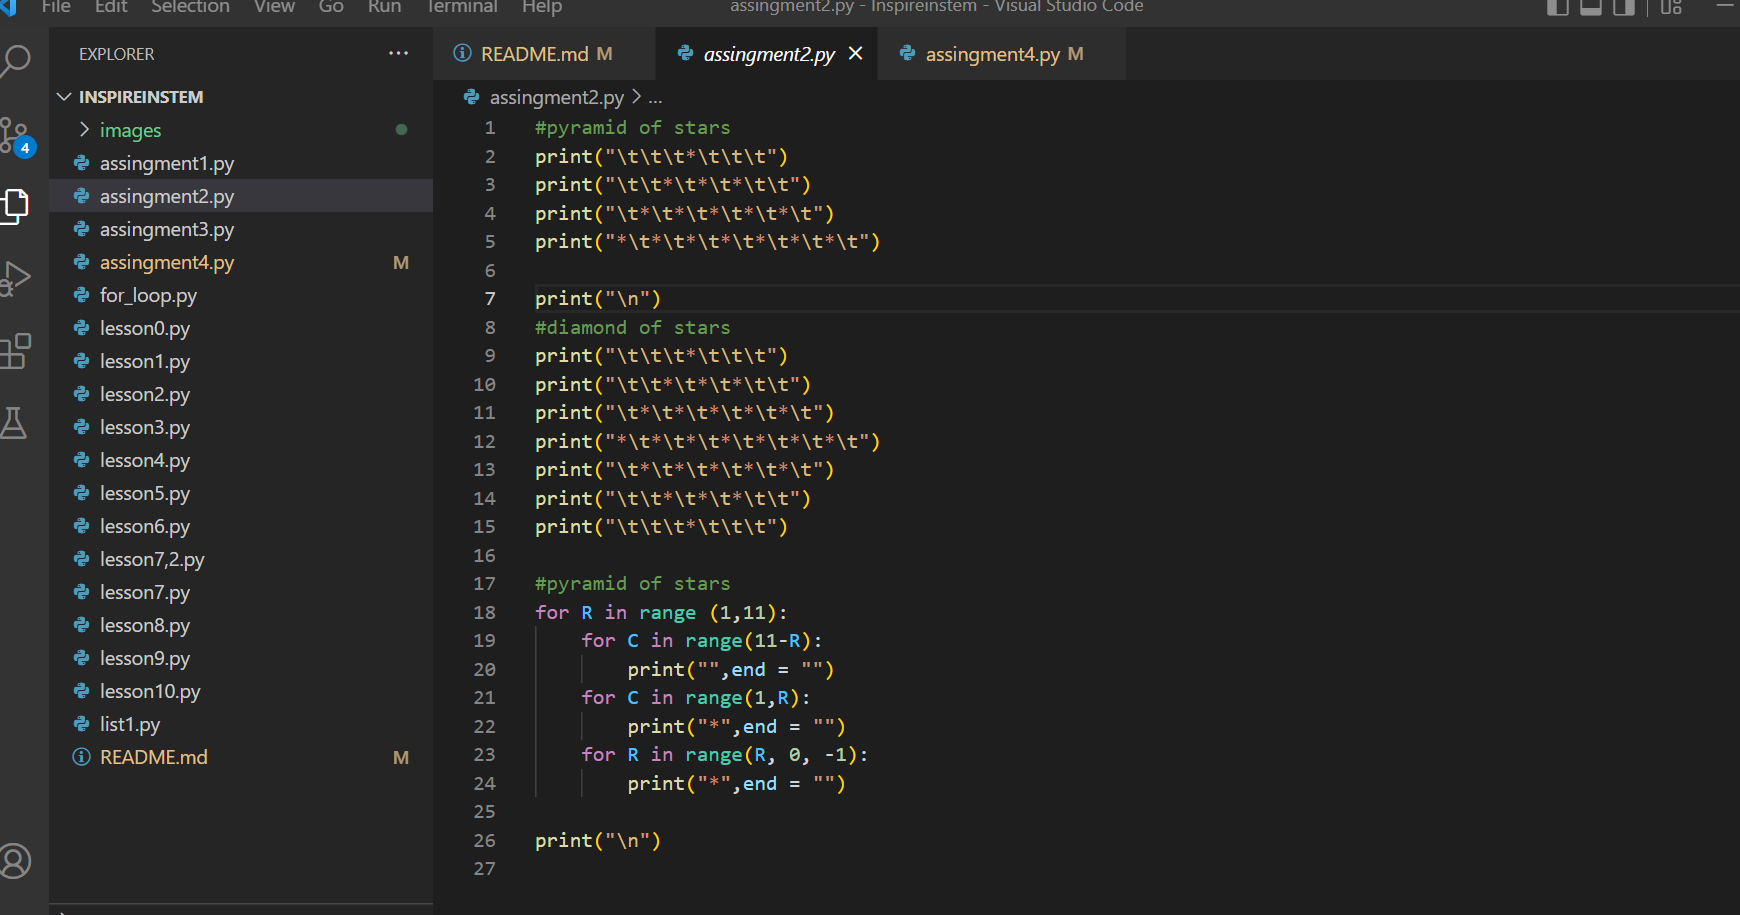 File Edit Selection View Go Run Terminal Help assingment2.py - Inspireinstem - Visual Studio Code
EXPLORER ···
README.md M
assingment2.py
assingment4.py M
INSPIREINSTEM
assingment2.py > ...
4
images
assingment1.py
assingment2.py
assingment3.py
assingment4.py M
for_loop.py
lesson0.py
lesson1.py
lesson2.py
lesson3.py
lesson4.py
lesson5.py
lesson6.py
lesson7,2.py
lesson7.py
lesson8.py
lesson9.py
lesson10.py
list1.py
README.md M
1 #pyramid of stars
2 print("\t\t\t*\t\t\t")
3 print("\t\t*\t*\t*\t\t")
4 print("\t*\t*\t*\t*\t*\t")
5 print("*\t*\t*\t*\t*\t*\t*\t")
6
7 print("\n")
8 #diamond of stars
9 print("\t\t\t*\t\t\t")
10 print("\t\t*\t*\t*\t\t")
11 print("\t*\t*\t*\t*\t*\t")
12 print("*\t*\t*\t*\t*\t*\t*\t")
13 print("\t*\t*\t*\t*\t*\t")
14 print("\t\t*\t*\t*\t\t")
15 print("\t\t\t*\t\t\t")
16
17 #pyramid of stars
18 for R in range (1,11):
19     for C in range(11-R):
20         print("",end = "")
21     for C in range(1,R):
22         print("*",end = "")
23     for R in range(R, 0, -1):
24         print("*",end = "")
25
26 print("\n")
27